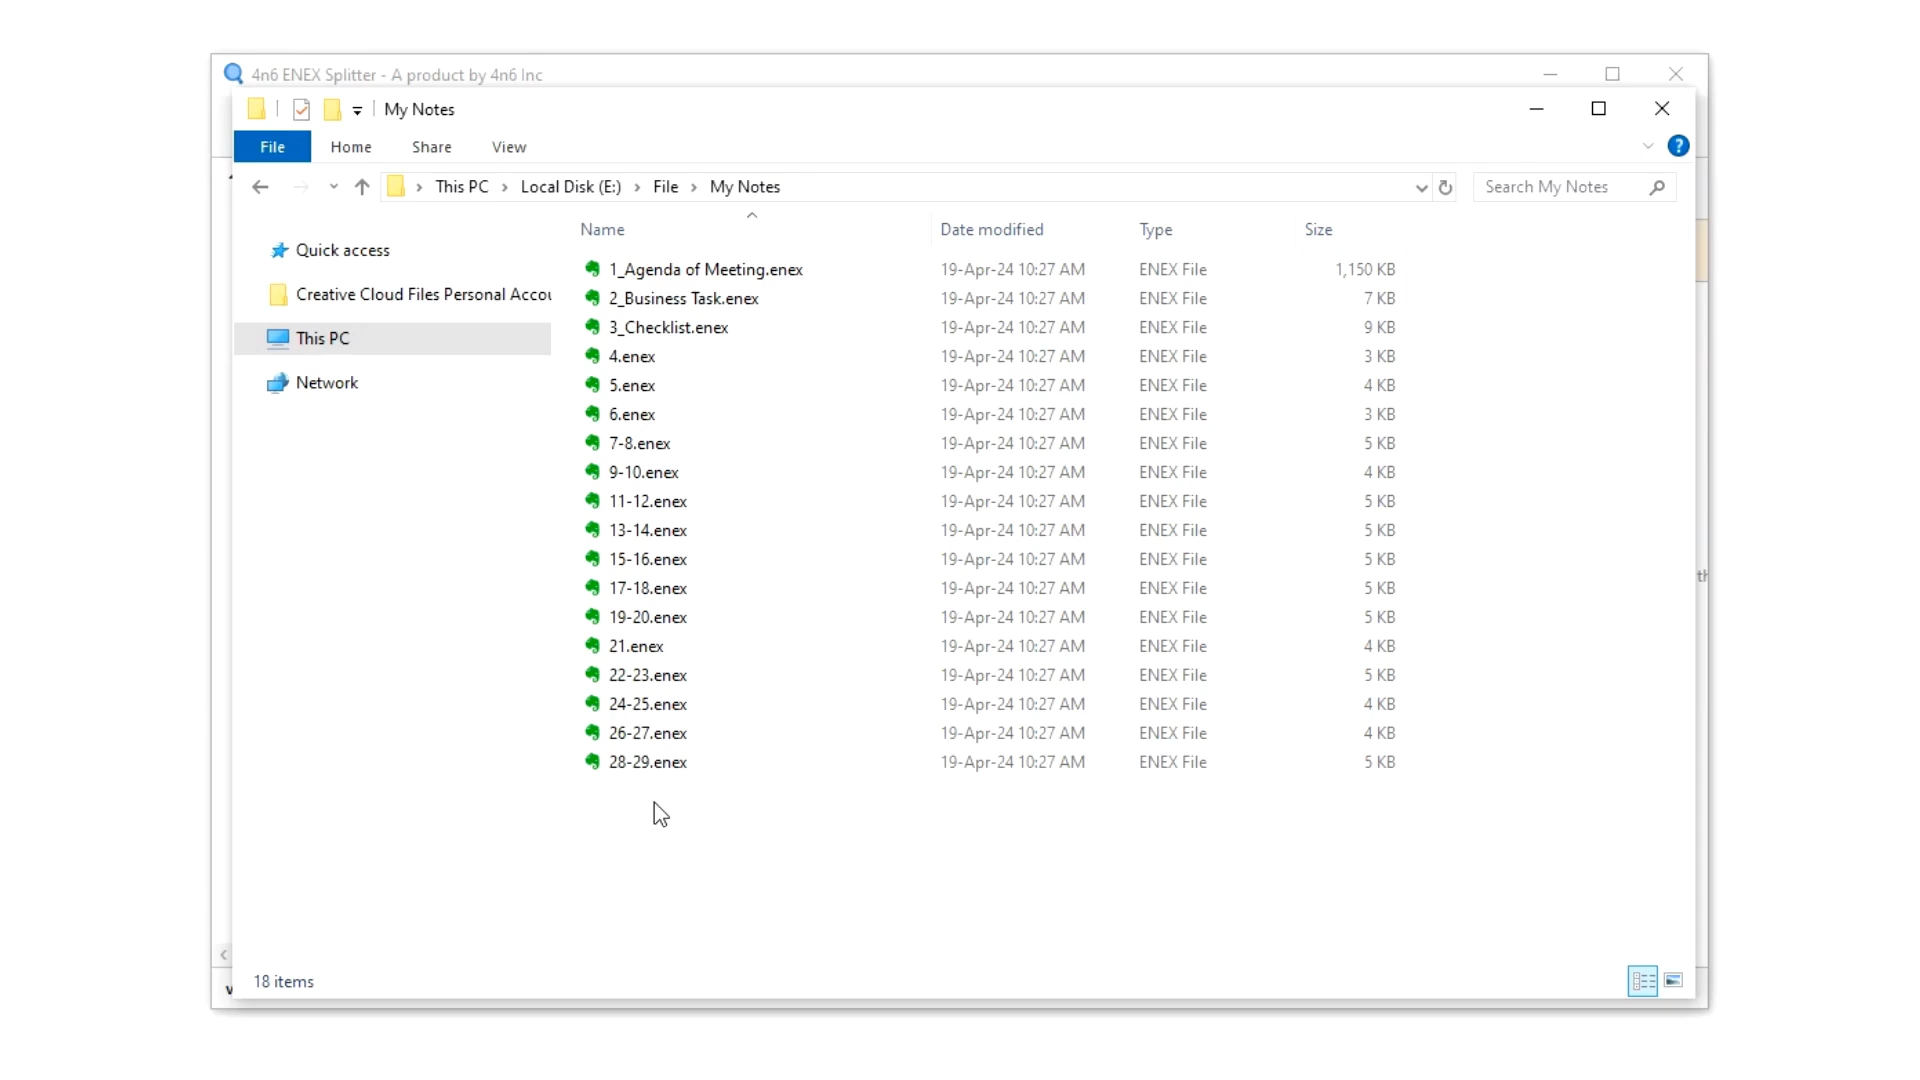 4n6 ENEX Splitter - A product by 4n6 Inc
My Notes
File Home Share View
This PC Local Disk (E:) File My Notes
Search My Notes
Name Date modified Type Size
Quick access
Creative Cloud Files Personal Accou
This PC
Network
1_Agenda of Meeting.enex 19-Apr-24 10:27 AM ENEX File 1,150 KB
2_Business Task.enex 19-Apr-24 10:27 AM ENEX File 7 KB
3_Checklist.enex 19-Apr-24 10:27 AM ENEX File 9 KB
4.enex 19-Apr-24 10:27 AM ENEX File 3 KB
5.enex 19-Apr-24 10:27 AM ENEX File 4 KB
6.enex 19-Apr-24 10:27 AM ENEX File 3 KB
7-8.enex 19-Apr-24 10:27 AM ENEX File 5 KB
9-10.enex 19-Apr-24 10:27 AM ENEX File 4 KB
11-12.enex 19-Apr-24 10:27 AM ENEX File 5 KB
13-14.enex 19-Apr-24 10:27 AM ENEX File 5 KB
15-16.enex 19-Apr-24 10:27 AM ENEX File 5 KB
17-18.enex 19-Apr-24 10:27 AM ENEX File 5 KB
19-20.enex 19-Apr-24 10:27 AM ENEX File 5 KB
21.enex 19-Apr-24 10:27 AM ENEX File 4 KB
22-23.enex 19-Apr-24 10:27 AM ENEX File 5 KB
24-25.enex 19-Apr-24 10:27 AM ENEX File 4 KB
26-27.enex 19-Apr-24 10:27 AM ENEX File 4 KB
28-29.enex 19-Apr-24 10:27 AM ENEX File 5 KB
18 items